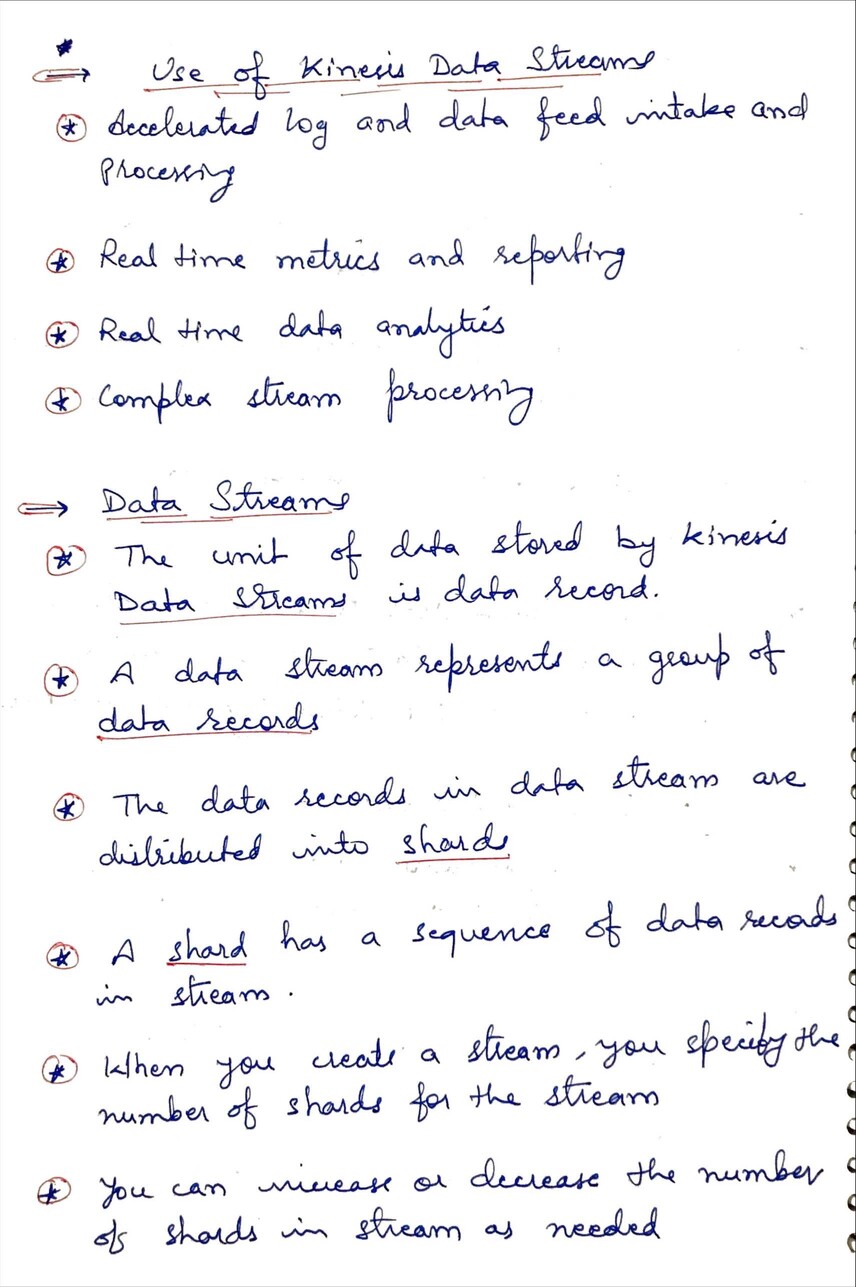 Use of Kinesis Data Streams
Accelerated log and data feed intake and
Processing
Real time metrics and reporting
Real time data analytics
Complex stream processing
Data Streams
The unit of data stored by Kinesis
Data Streams is data record.
A data stream represents a group of
data records
The data records in data stream are
distributed into shards
A shard has a sequence of data records
in stream.
When you create a stream, you specify the
number of shards for the stream
You can increase or decrease the number
of shards in stream as needed